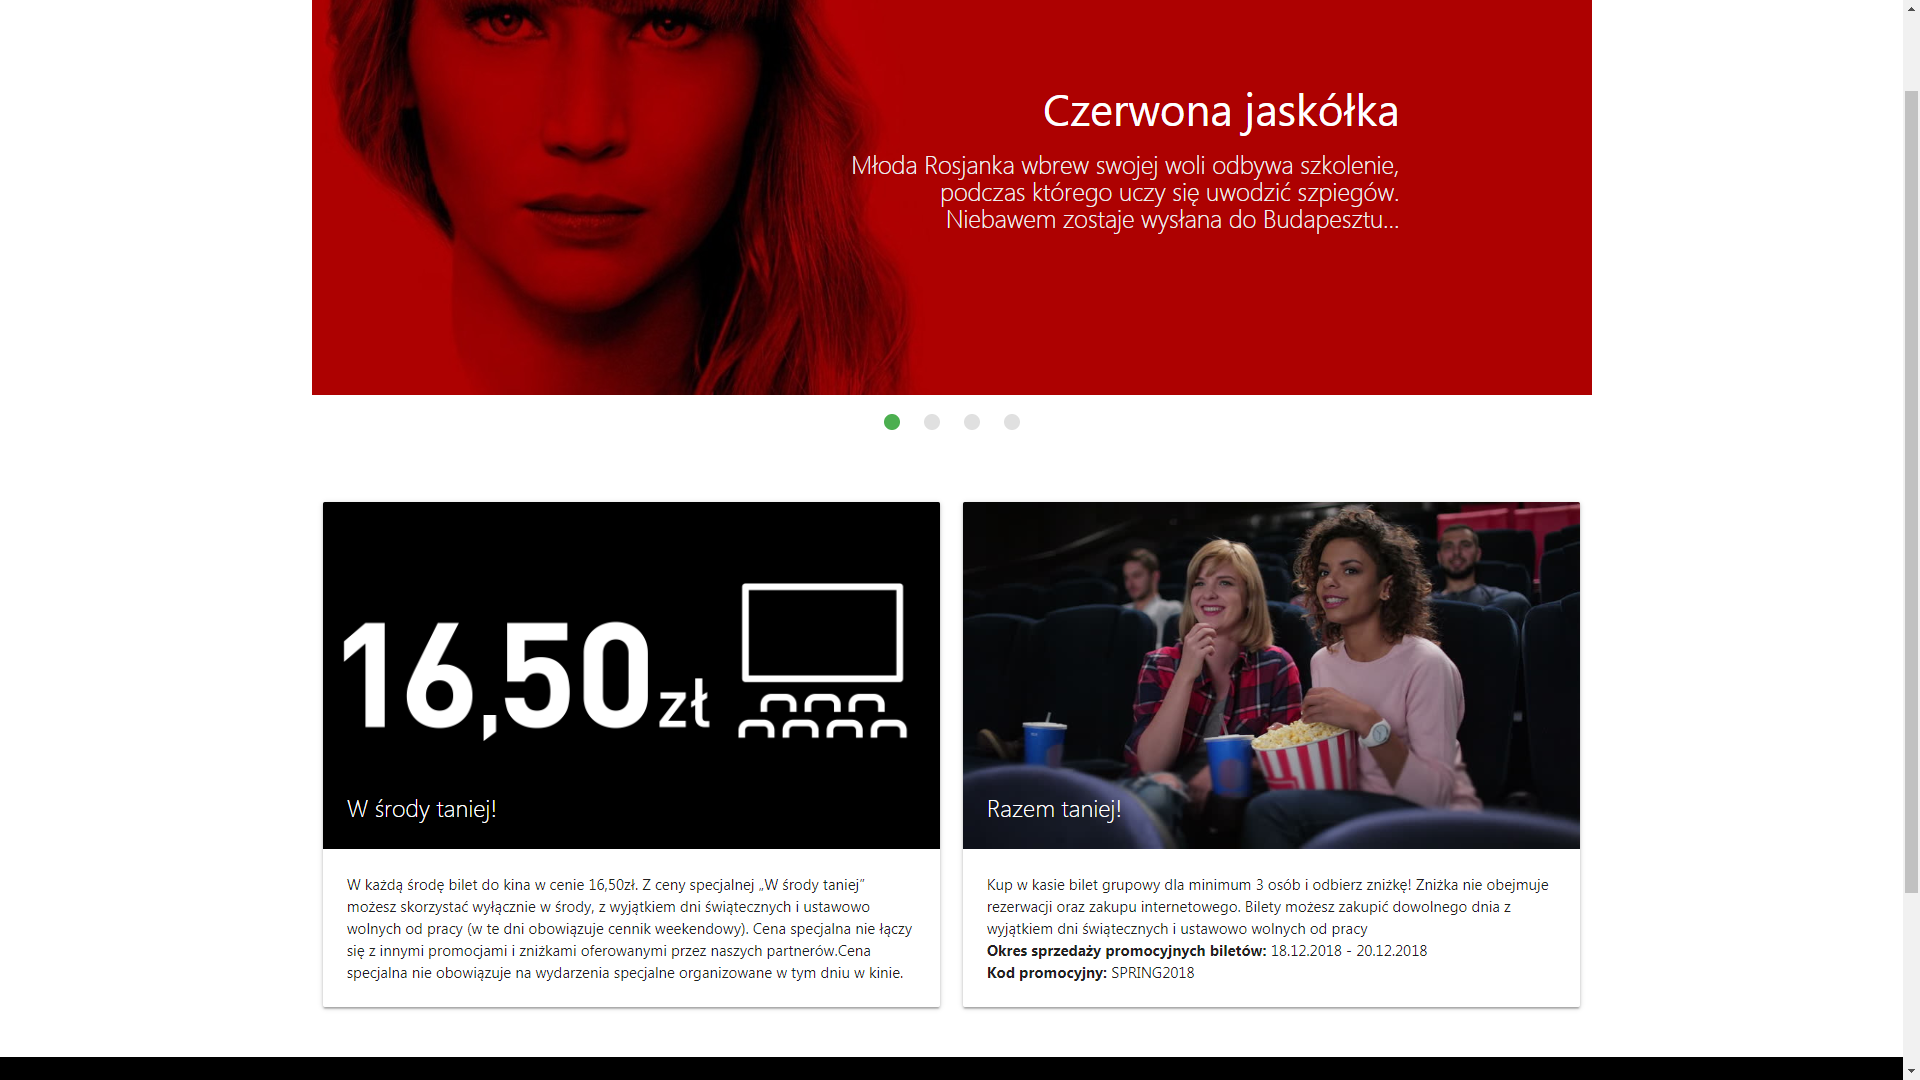 Czerwona jaskółka
Młoda Rosjanka wbrew swojej woli odbywa szkolenie,
podczas którego uczy się uwodzić szpiegów.
Niebawem zostaje wysłana do Budapesztu...
16,50 zł
W środy taniej!
W każdą środę bilet do kina w cenie 16,50zł. Z ceny specjalnej „W środy taniej”
możesz skorzystać wyłącznie w środy, z wyjątkiem dni świątecznych i ustawowo
wolnych od pracy (w te dni obowiązuje cennik weekendowy). Cena specjalna nie łączy
się z innymi promocjami i zniżkami oferowanymi przez naszych partnerów.Cena
specjalna nie obowiązuje na wydarzenia specjalne organizowane w tym dniu w kinie.
Razem taniej!
Kup w kasie bilet grupowy dla minimum 3 osób i odbierz zniżkę! Zniżka nie obejmuje
rezerwacji oraz zakupu internetowego. Bilety możesz zakupić dowolnego dnia z
wyjątkiem dni świątecznych i ustawowo wolnych od pracy
Okres sprzedaży promocyjnych biletów: 18.12.2018 - 20.12.2018
Kod promocyjny: SPRING2018